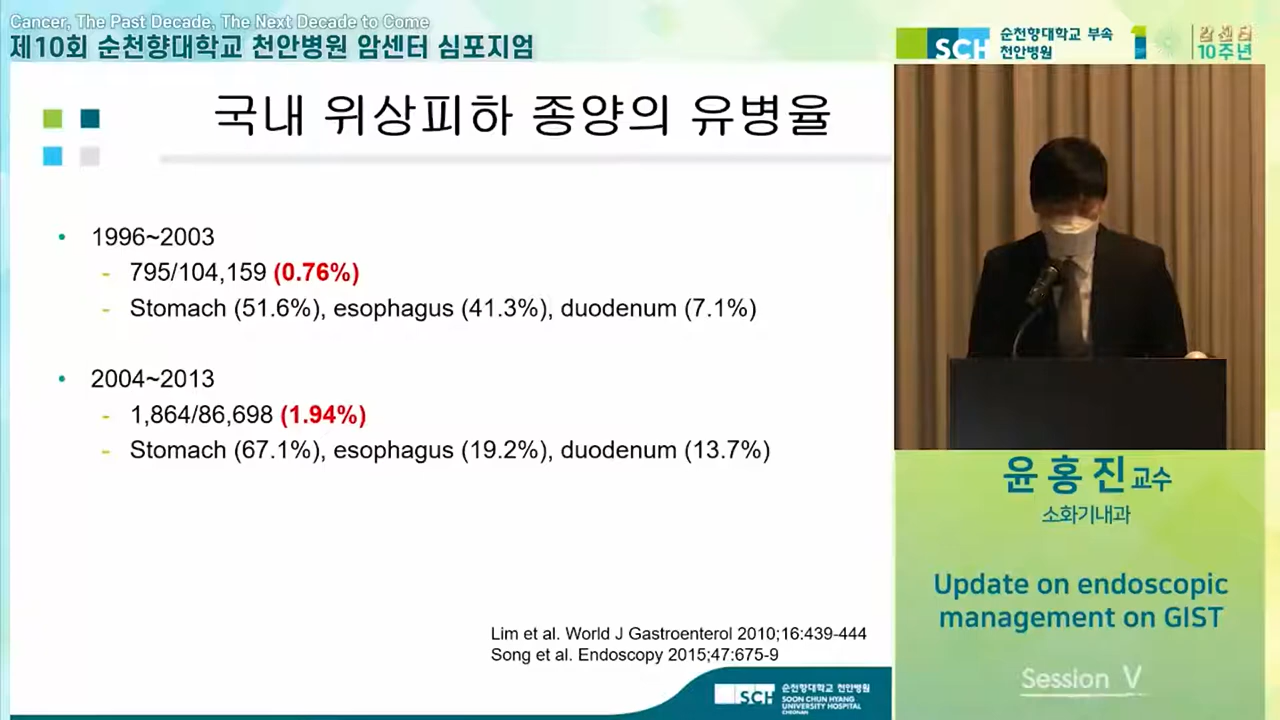 Cancer, The Past Decade, The Next Decade to Come
제10회 순천향대학교 천안병원 암센터 심포지엄
SCH 순천향대학교 부속
천안병원
암센터
10주년
국내 위상피하 종양의 유병율
• 1996~2003
- 795/104,159 (0.76%)
- Stomach (51.6%), esophagus (41.3%), duodenum (7.1%)
• 2004~2013
- 1,864/86,698 (1.94%)
- Stomach (67.1%), esophagus (19.2%), duodenum (13.7%)
Lim et al. World J Gastroenterol 2010;16:439-444
Song et al. Endoscopy 2015;47:675-9
SCH 순천향대학교 천안병원
SOON CHUN HYANG
UNIVERSITY HOSPITAL
CHEONAN
윤홍진교수
소화기내과
Update on endoscopic
management on GIST
Session V